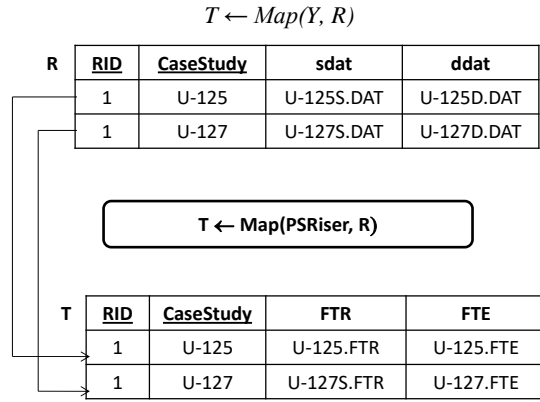 T ← Map(Y, R)
R RID CaseStudy sdat ddat
1 U-125 U-125S.DAT U-125D.DAT
1 U-127 U-127S.DAT U-127D.DAT
T ← Map(PSRiser, R)
T RID CaseStudy FTR FTE
1 U-125 U-125.FTR U-125.FTE
1 U-127 U-127S.FTR U-127.FTE